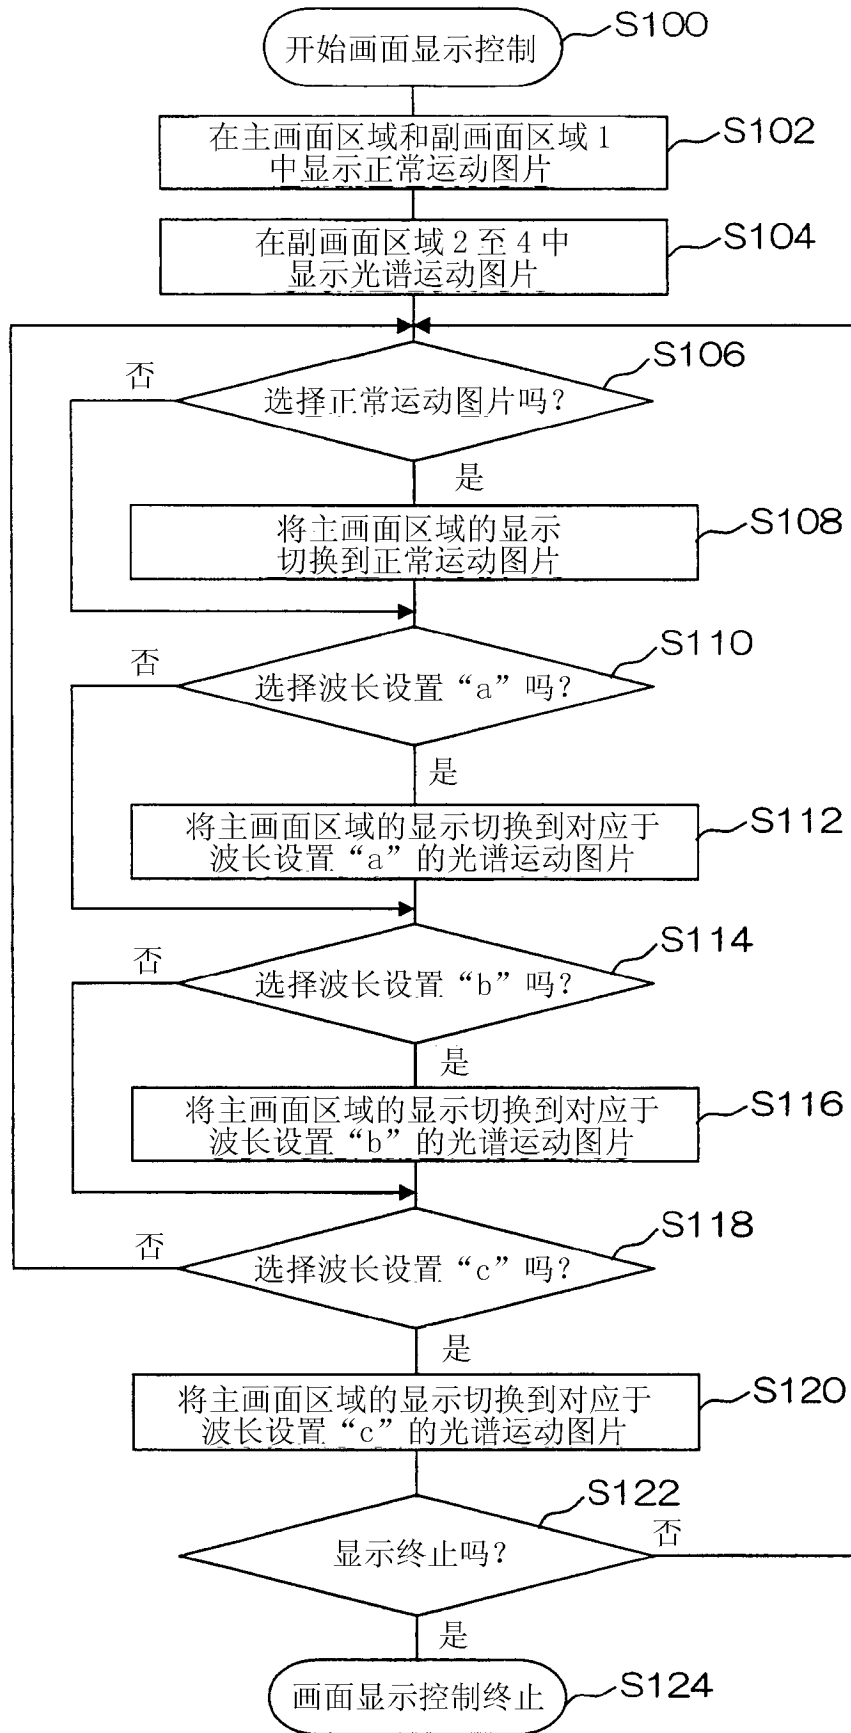 开始画面显示控制
S100
在主画面区域和副画面区域1
中显示正常运动图片
S102
在副画面区域2至4中
显示光谱运动图片
S104
S106
否
选择正常运动图片吗？
是
将主画面区域的显示
切换到正常运动图片
S108
S110
否
选择波长设置“a”吗？
是
将主画面区域的显示切换到对应于
波长设置“a”的光谱运动图片
S112
S114
否
选择波长设置“b”吗？
是
将主画面区域的显示切换到对应于
波长设置“b”的光谱运动图片
S116
S118
否
选择波长设置“c”吗？
是
将主画面区域的显示切换到对应于
波长设置“c”的光谱运动图片
S120
S122
显示终止吗？
否
是
画面显示控制终止
S124